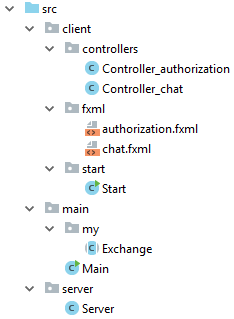 src
client
controllers
Controller_authorization
Controller_chat
fxml
authorization.fxml
chat.fxml
start
Start
main
my
Exchange
Main
server
Server